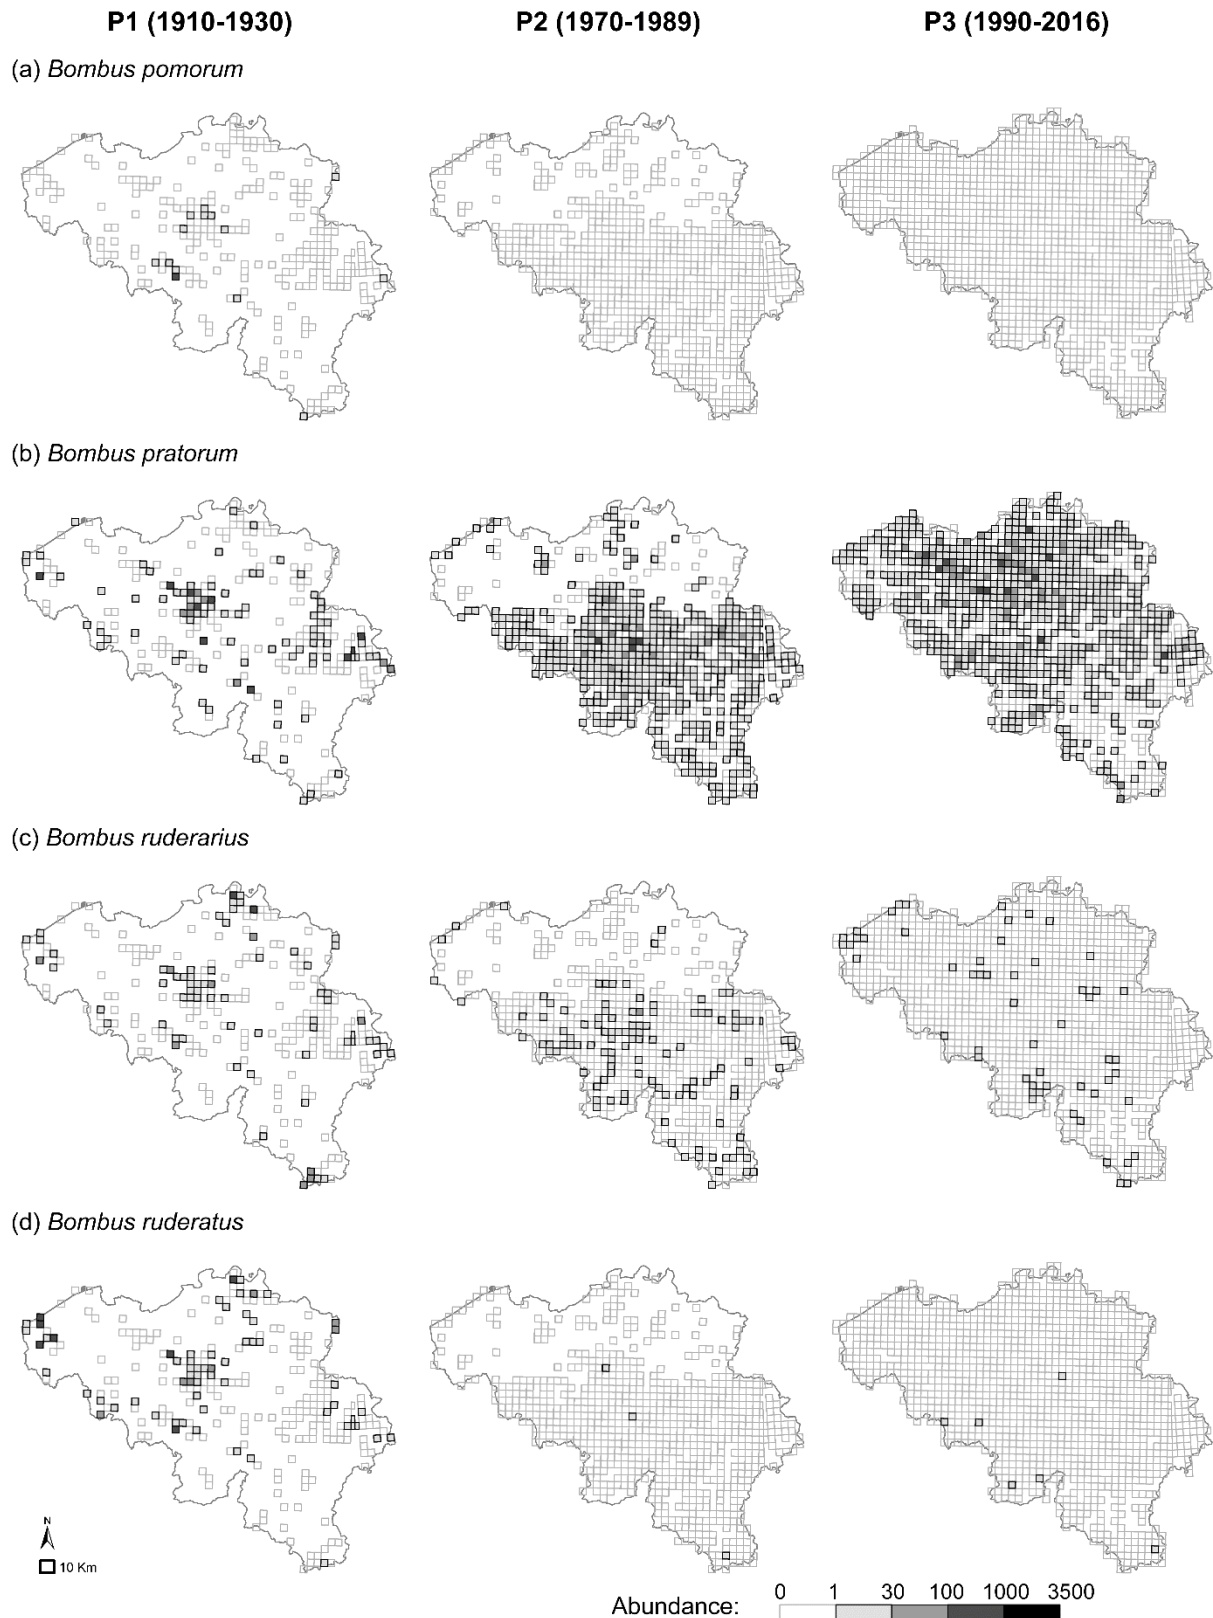 P1 (1910-1930) P2 (1970-1989) P3 (1990-2016)
(a) Bombus pomorum
(b) Bombus pratorum
(c) Bombus ruderarius
(d) Bombus ruderatus
N
10 Km
Abundance: 0 1 30 100 1000 3500